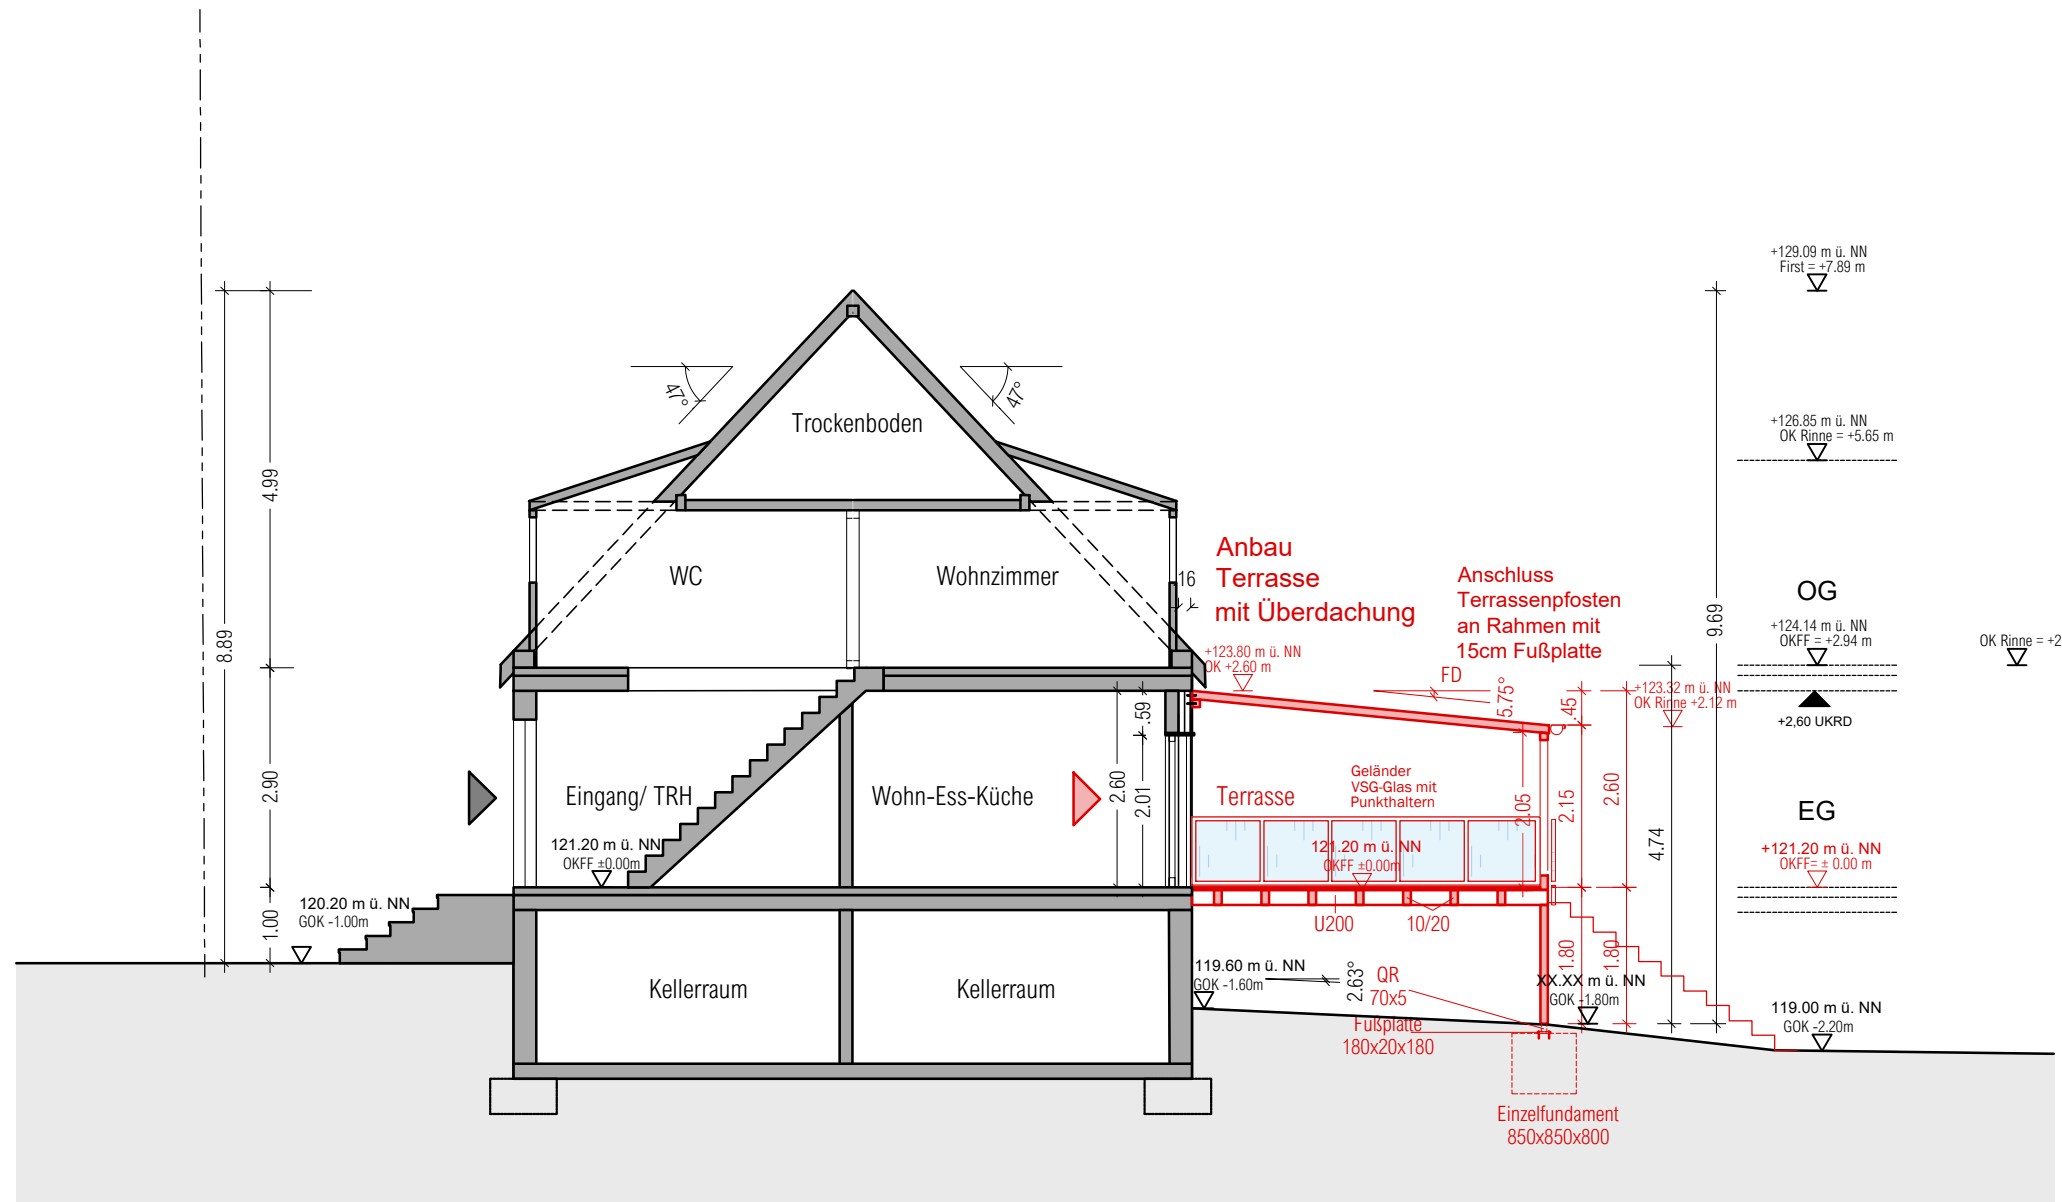 +129.09 m ü. NN
First = +7.89 m
47°
47°
Trockenboden
+126.85 m ü. NN
OK Rinne = +5.65 m
4.99
8.89
WC
Wohnzimmer
16
Anbau
Terrasse
mit Überdachung
Anschluss
Terrassenpfosten
an Rahmen mit
15cm Fußplatte
9.69
OG
+124.14 m ü. NN
OKFF = +2.94 m
OK Rinne = +2
+123.80 m ü. NN
OK +2.60 m
FD
5.75°
.45
+123.32 m ü. NN
OK Rinne +2.12 m
+2,60 UKRD
2.90
Eingang/ TRH
Wohn-Ess-Küche
2.60
.59
2.01
Terrasse
Geländer
VSG-Glas mit
Punkthaltern
2.05
2.15
2.60
4.74
EG
+121.20 m ü. NN
OKFF= ± 0.00 m
121.20 m ü. NN
OKFF ±0.00m
121.20 m ü. NN
OKFF ±0.00m
120.20 m ü. NN
GOK -1.00m
1.00
U200
10/20
1.80
1.80
Kellerraum
Kellerraum
119.60 m ü. NN
GOK -1.60m
2.63°
QR
70x5
Fußplatte
180x20x180
XX.XX m ü. NN
GOK -1.80m
119.00 m ü. NN
GOK -2.20m
Einzelfundament
850x850x800